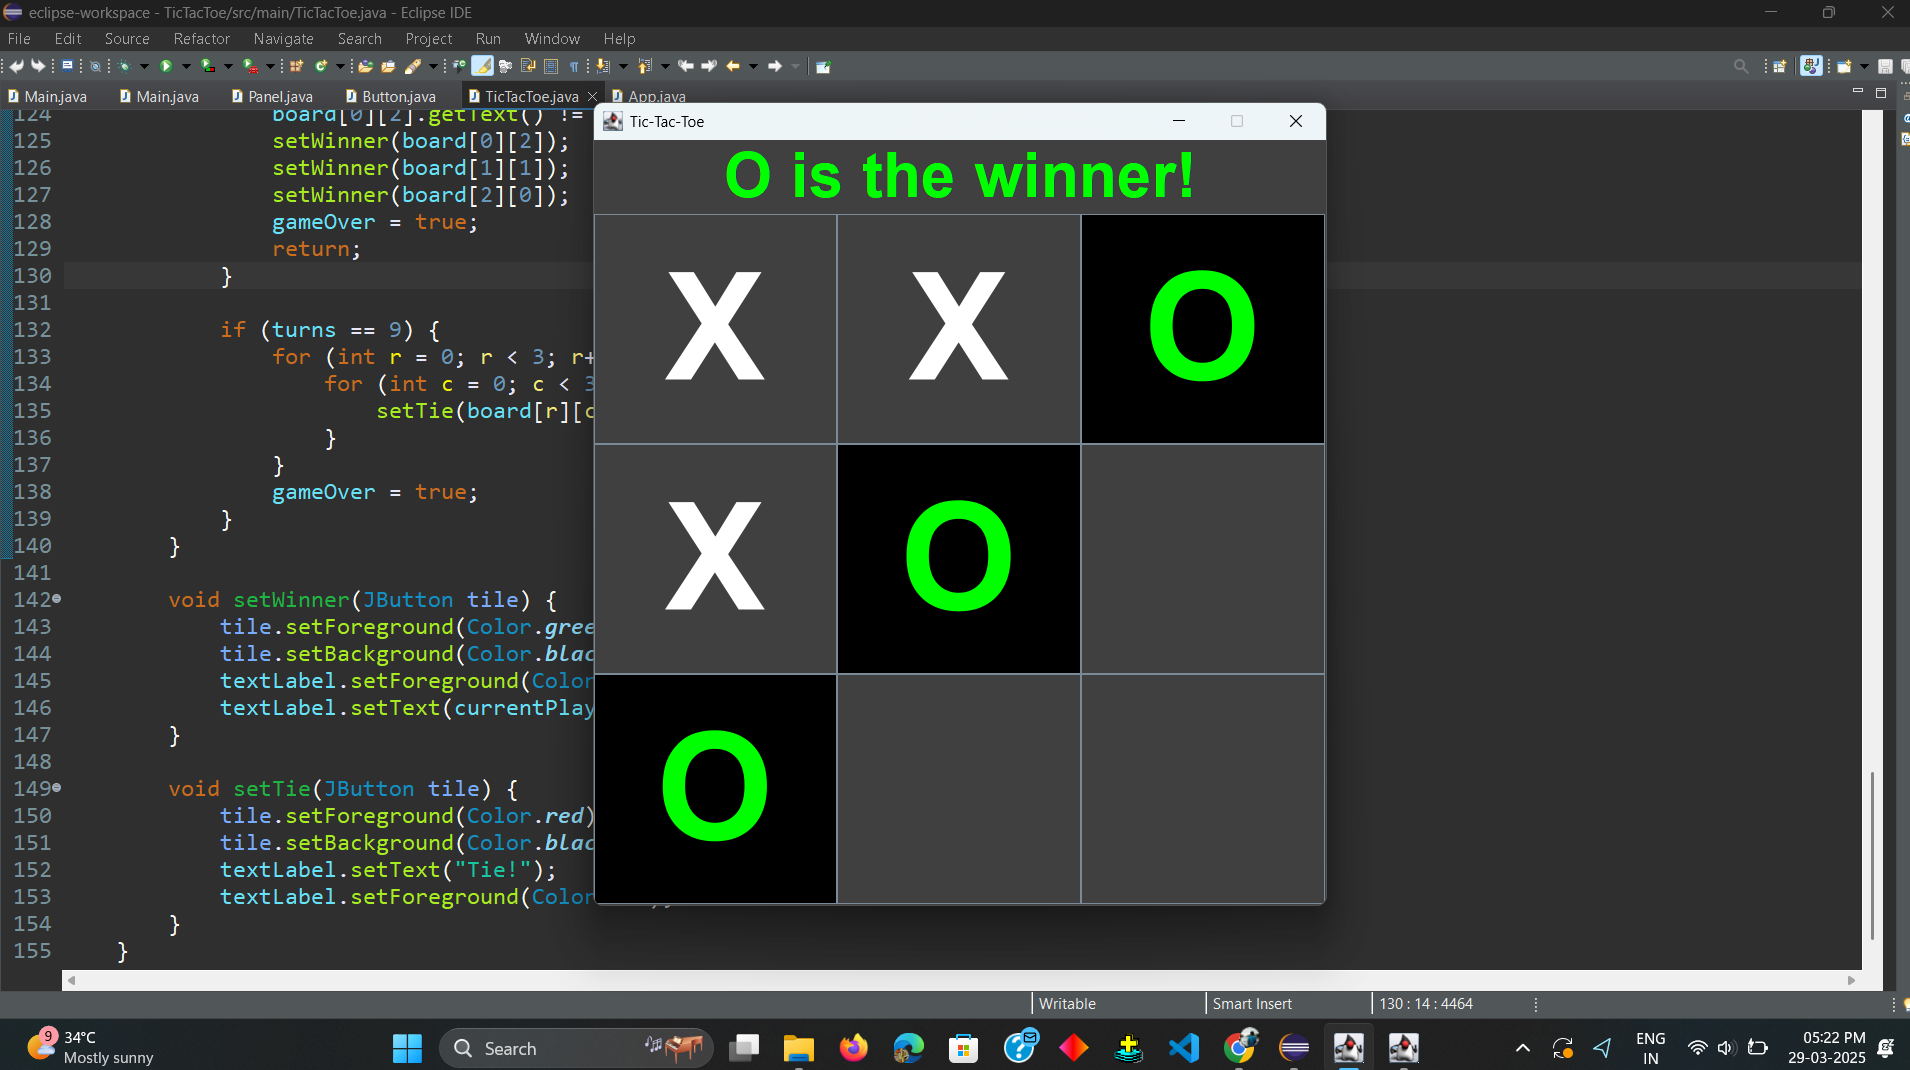 eclipse-workspace - TicTacToe/src/main/TicTacToe.java - Eclipse IDE
File Edit Source Refactor Navigate Search Project Run Window Help
Main.java Main.java Panel.java Button.java TicTacToe.java App.java
124 board[0][2].getText() !=
125 setWinner(board[0][2]);
126 setWinner(board[1][1]);
127 setWinner(board[2][0]);
128 gameOver = true;
129 return;
130 }
131
132 if (turns == 9) {
133 for (int r = 0; r < 3; r+
134 for (int c = 0; c < 3
135 setTie(board[r][c
136 }
137 }
138 gameOver = true;
139 }
140 }
141
142 void setWinner(JButton tile) {
143 tile.setForeground(Color.gree
144 tile.setBackground(Color.blac
145 textLabel.setForeground(Color
146 textLabel.setText(currentPlay
147 }
148
149 void setTie(JButton tile) {
150 tile.setForeground(Color.red)
151 tile.setBackground(Color.blac
152 textLabel.setText("Tie!");
153 textLabel.setForeground(Color
154 }
155 }
Tic-Tac-Toe
O is the winner!
X X O
X O
O
Writable Smart Insert 130 : 14 : 4464
9
34°C
Mostly sunny
Search
ENG
IN
05:22 PM
29-03-2025